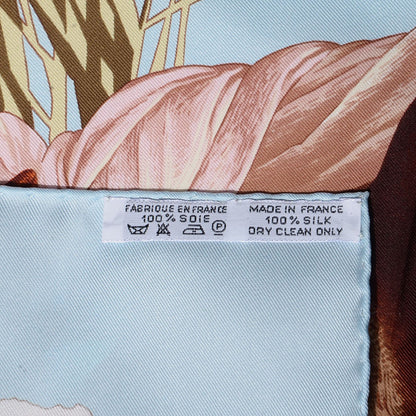 FABRIQUE EN FRANCE
100% SOIE
P
MADE IN FRANCE
100% SILK
DRY CLEAN ONLY